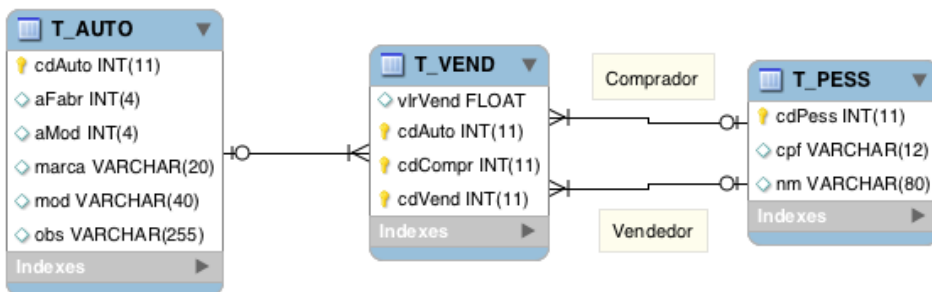 T_AUTO
cdAuto INT(11)
aFabr INT(4)
aMod INT(4)
marca VARCHAR(20)
mod VARCHAR(40)
obs VARCHAR(255)
Indexes
T_VEND
vlrVend FLOAT
cdAuto INT(11)
cdCompr INT(11)
cdVend INT(11)
Indexes
Comprador
Vendedor
T_PESS
cdPess INT(11)
cpf VARCHAR(12)
nm VARCHAR(80)
Indexes